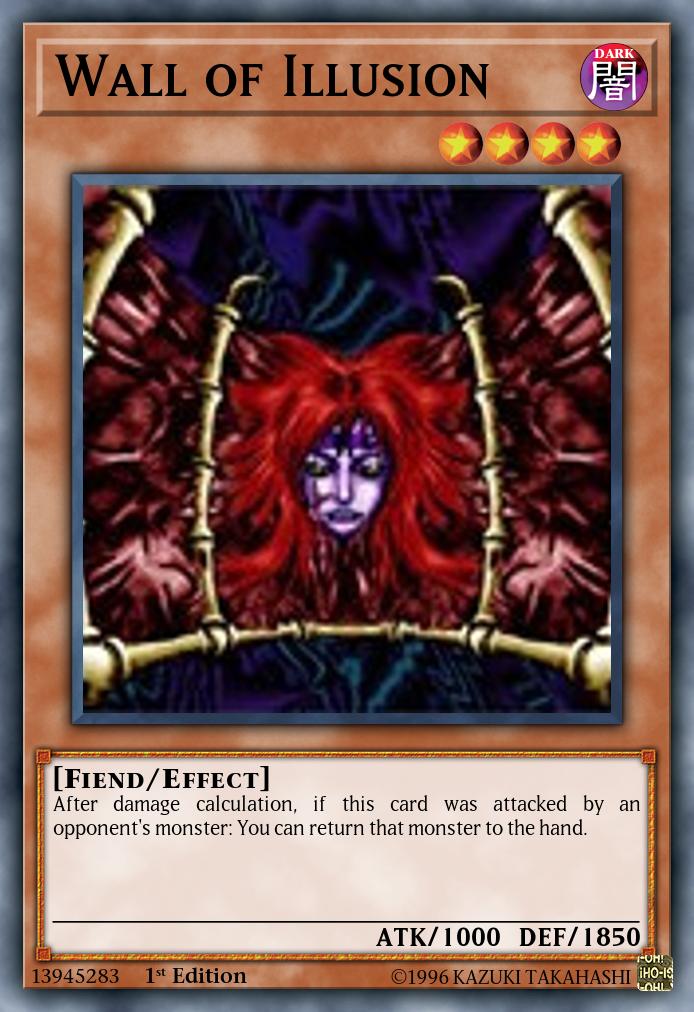 Wall of Illusion
DARK
闇
[Fiend/Effect]
After damage calculation, if this card was attacked by an
opponent's monster: You can return that monster to the hand.
ATK/1000 DEF/1850
13945283 1st Edition ©1996 KAZUKI TAKAHASHI